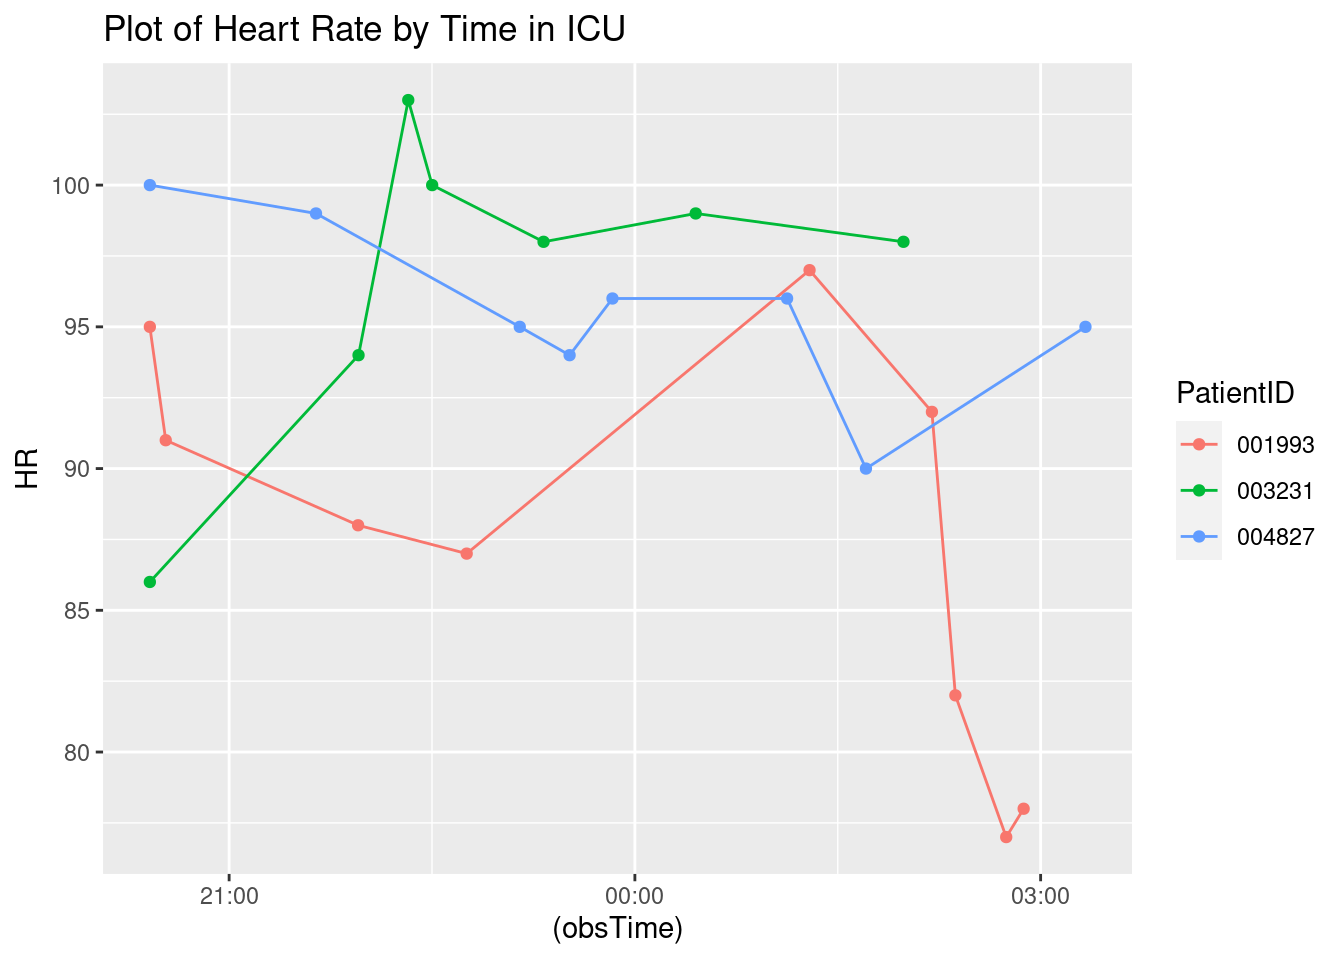 Plot of Heart Rate by Time in ICU
100
95
90
85
80
HR
21:00
00:00
03:00
(obsTime)
PatientID
001993
003231
004827